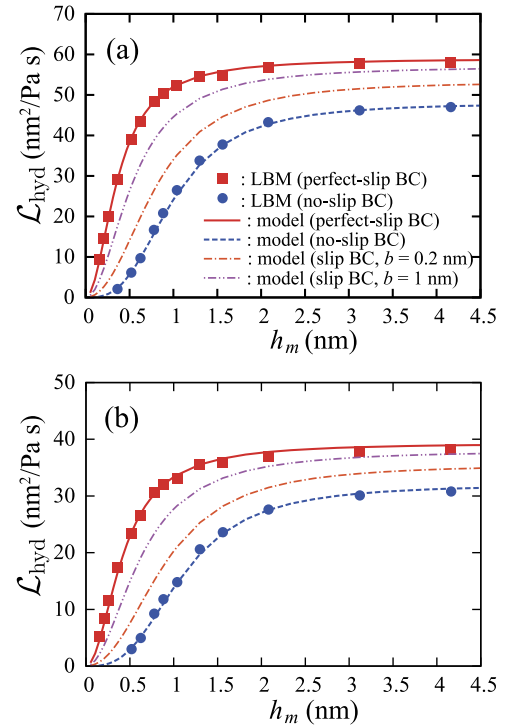 (a)
70
60
50
40
30
20
10
0
ℒhyd (nm²/Pa s)
: LBM (perfect-slip BC)
: LBM (no-slip BC)
: model (perfect-slip BC)
: model (no-slip BC)
: model (slip BC, b = 0.2 nm)
: model (slip BC, b = 1 nm)
0 0.5 1 1.5 2 2.5 3 3.5 4 4.5
hm (nm)
(b)
50
40
30
20
10
0
ℒhyd (nm²/Pa s)
0 0.5 1 1.5 2 2.5 3 3.5 4 4.5
hm (nm)